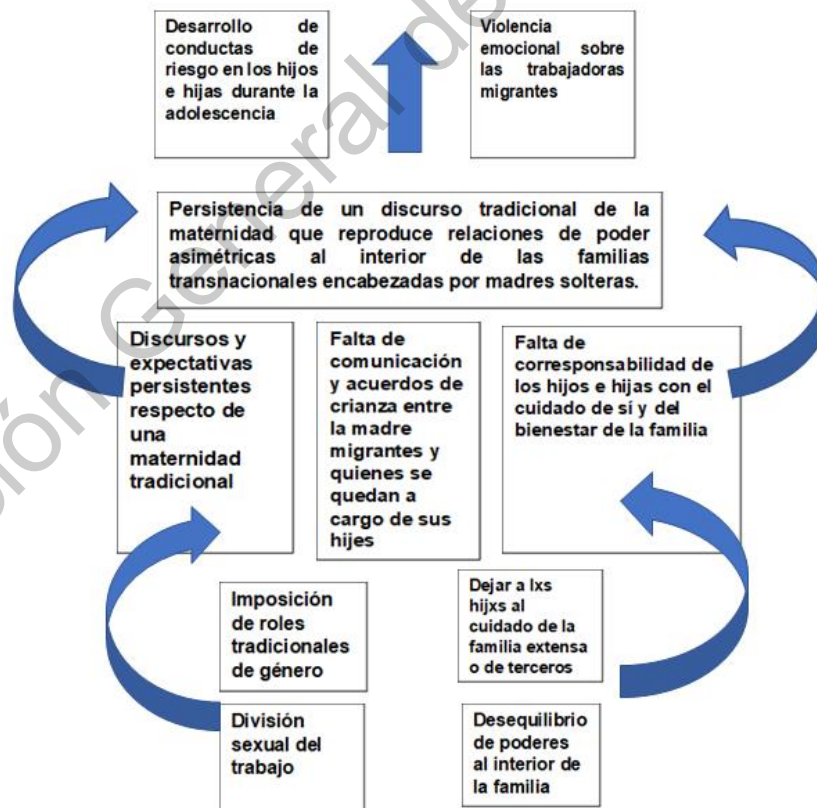 Desarrollo de
conductas de
riesgo en los hijos
e hijas durante la
adolescencia
Violencia
emocional sobre
las trabajadoras
migrantes
Persistencia de un discurso tradicional de la
maternidad que reproduce relaciones de poder
asimétricas al interior de las familias
transnacionales encabezadas por madres solteras.
Discursos y
expectativas
persistentes
respecto de
una
maternidad
tradicional
Falta de
comunicación
y acuerdos de
crianza entre
la madre
migrantes y
quienes se
quedan a
cargo de sus
hijes
Falta de
corresponsabilidad de
los hijos e hijas con el
cuidado de sí y del
bienestar de la familia
Imposición
de roles
tradicionales
de género
Dejar a lxs
hijxs al
cuidado de la
familia extensa
o de terceros
División
sexual del
trabajo
Desequilibrio
de poderes
al interior de
la familia
General de